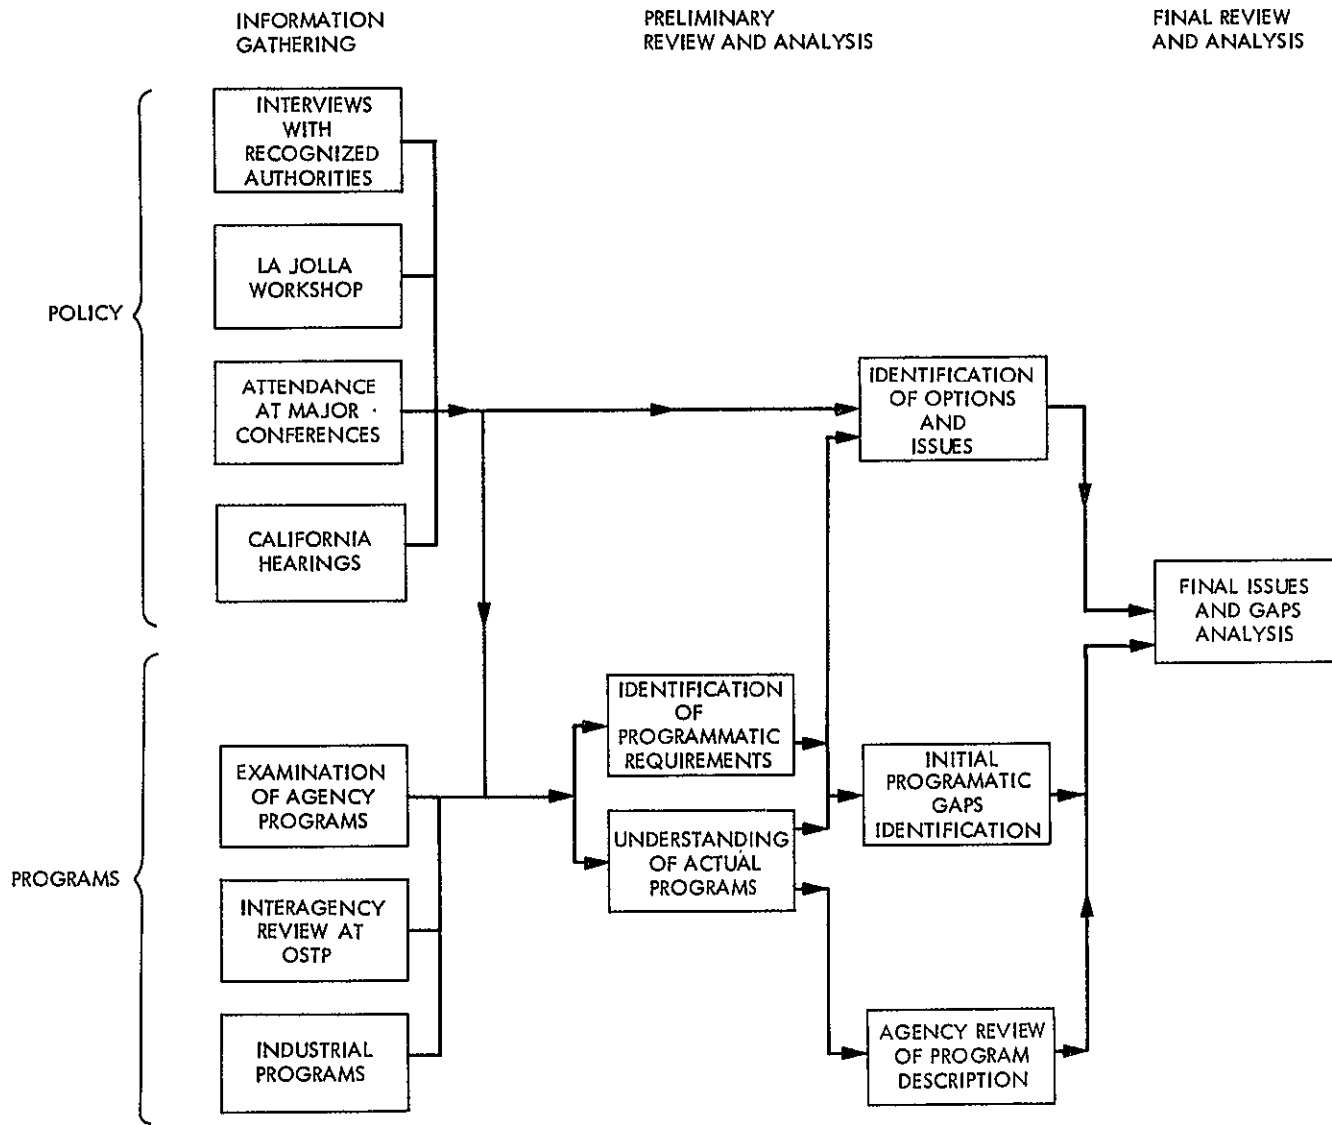 INFORMATION
GATHERING
PRELIMINARY
REVIEW AND ANALYSIS
FINAL REVIEW
AND ANALYSIS
POLICY
INTERVIEWS
WITH
RECOGNIZED
AUTHORITIES
LA JOLLA
WORKSHOP
ATTENDANCE
AT MAJOR
CONFERENCES
CALIFORNIA
HEARINGS
IDENTIFICATION
OF OPTIONS
AND
ISSUES
FINAL ISSUES
AND GAPS
ANALYSIS
PROGRAMS
EXAMINATION
OF AGENCY
PROGRAMS
INTERAGENCY
REVIEW AT
OSTP
INDUSTRIAL
PROGRAMS
IDENTIFICATION
OF
PROGRAMMATIC
REQUIREMENTS
UNDERSTANDING
OF ACTUAL
PROGRAMS
INITIAL
PROGRAMATIC
GAPS
IDENTIFICATION
AGENCY REVIEW
OF PROGRAM
DESCRIPTION